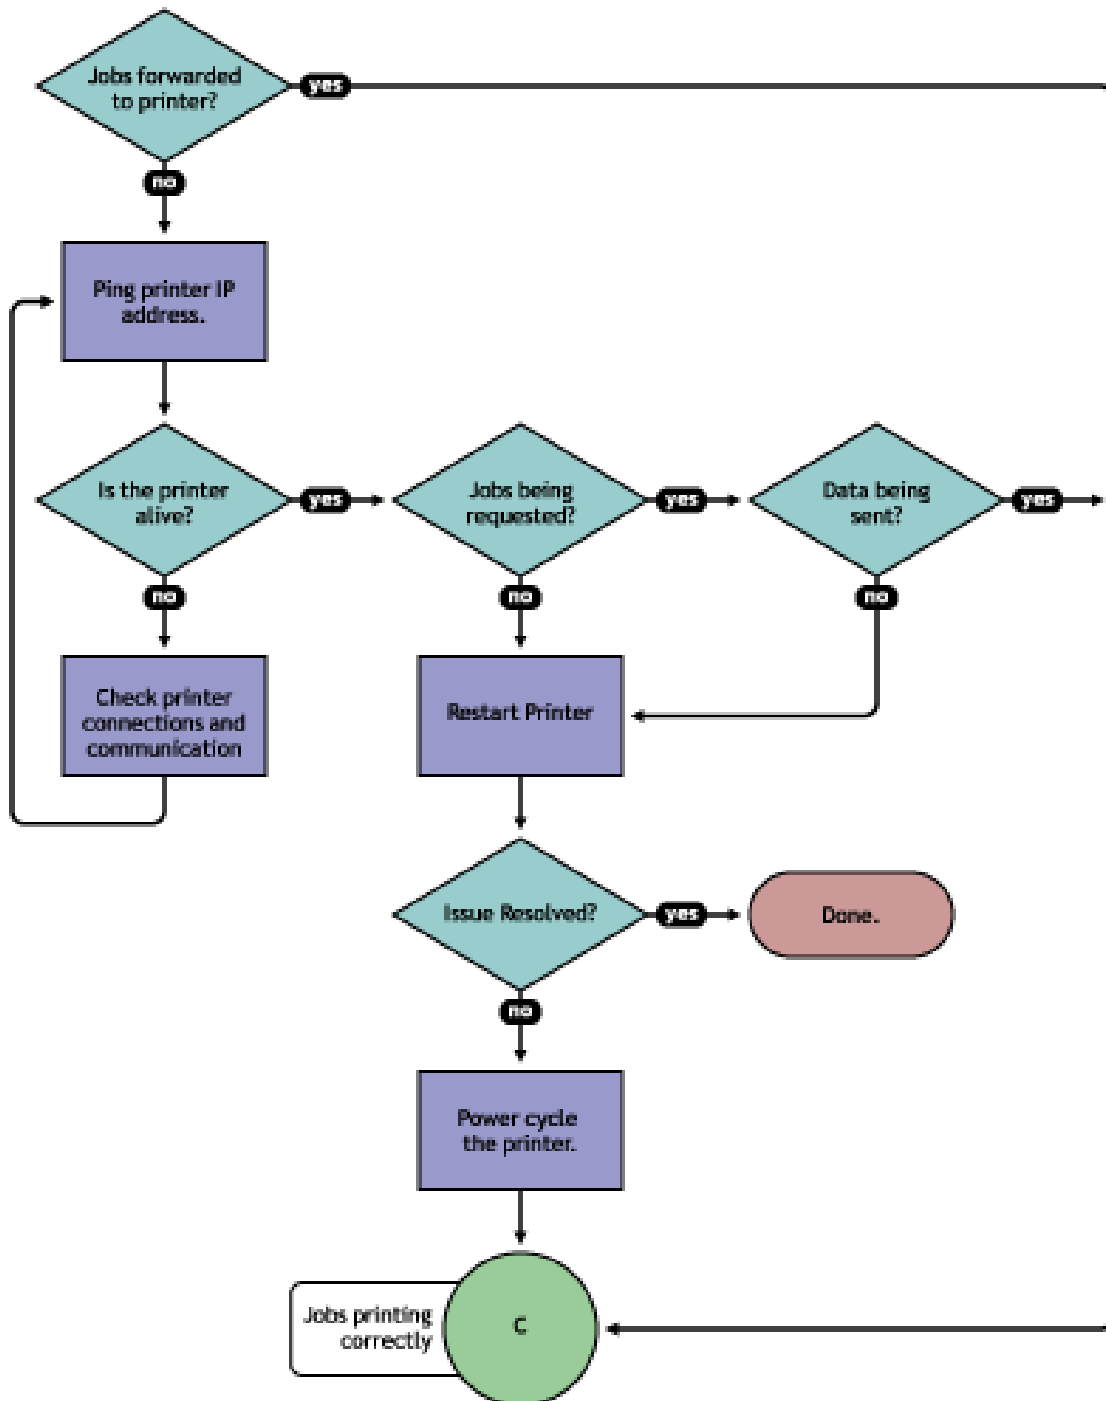 Jobs forwarded
to printer?
yes
no
Ping printer IP
address.
Is the printer
alive?
yes
Jobs being
requested?
yes
Data being
sent?
yes
no
no
no
Check printer
connections and
communication
Restart Printer
Issue Resolved?
yes
Done.
no
Power cycle
the printer.
Jobs printing
correctly
C